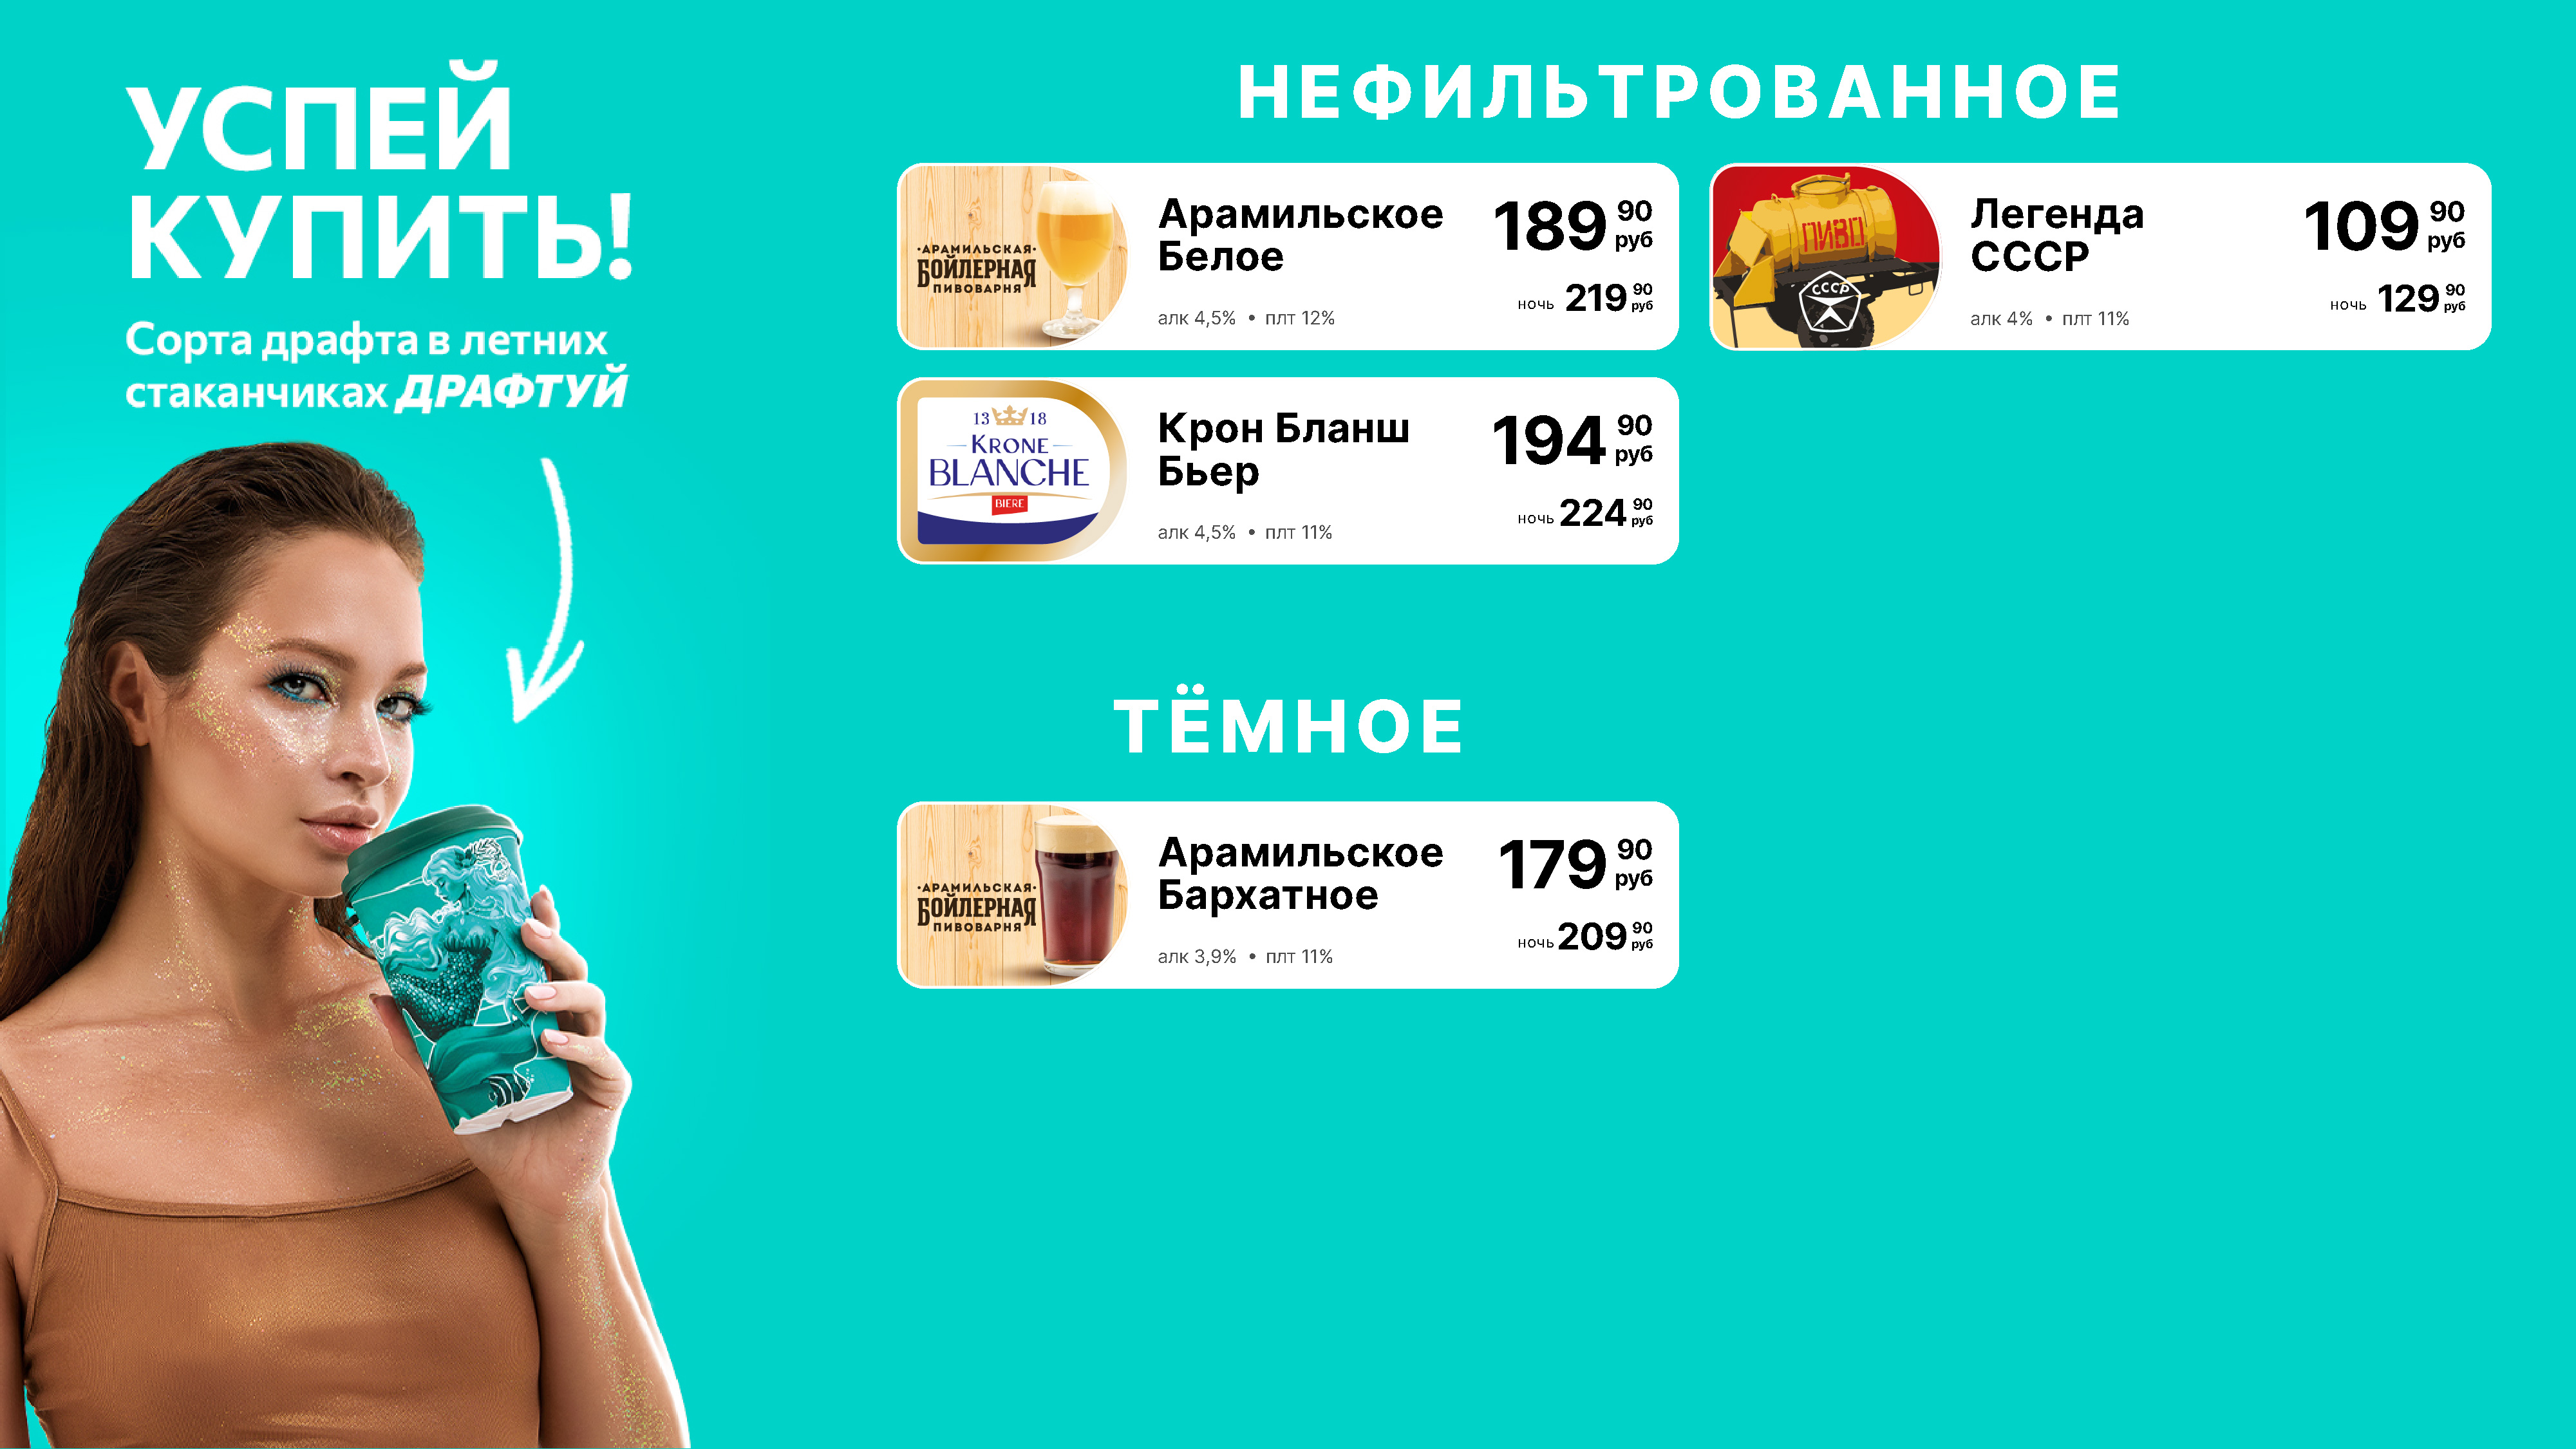 УСПЕЙ
КУПИТЬ!
Сорта драфта в летних
стаканчиках ДРАФТУЙ
НЕФИЛЬТРОВАННОЕ
·АРАМИЛЬСКАЯ·
БОЙЛЕРНАЯ
ПИВОВАРНЯ
Арамильское
Белое
алк 4,5% • плт 12%
189 90
руб
ночь 219 90
руб
ПИВО
СССР
Легенда
СССР
алк 4% • плт 11%
109 90
руб
ночь 129 90
руб
13 18
KRONE
BLANCHE
BIERE
Крон Бланш
Бьер
алк 4,5% • плт 11%
194 90
руб
ночь 224 90
руб
ТЁМНОЕ
·АРАМИЛЬСКАЯ·
БОЙЛЕРНАЯ
ПИВОВАРНЯ
Арамильское
Бархатное
алк 3,9% • плт 11%
179 90
руб
ночь 209 90
руб